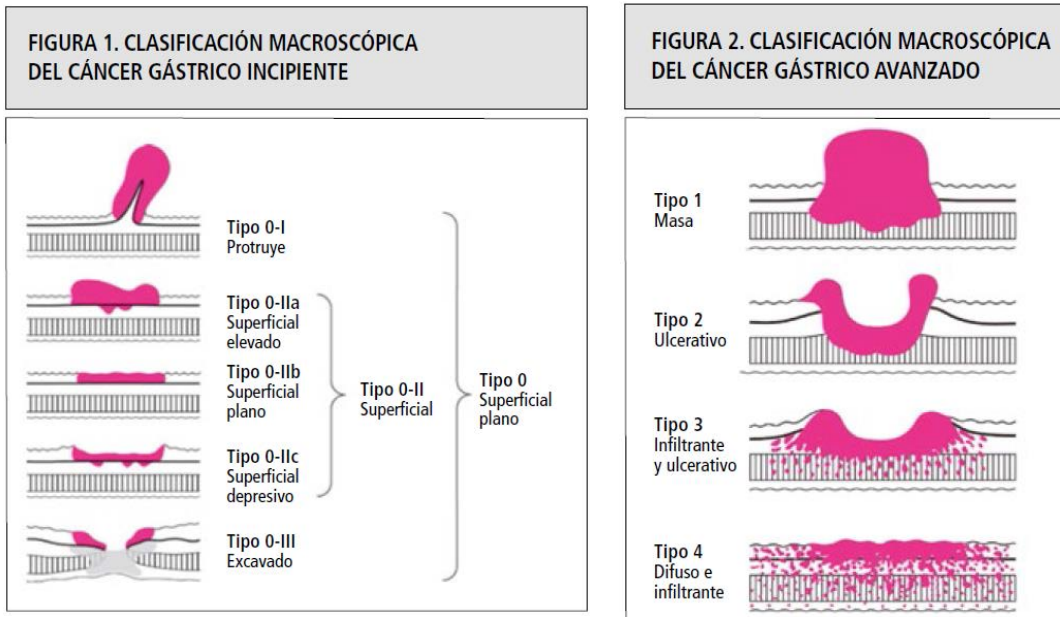 FIGURA 1. CLASIFICACIÓN MACROSCÓPICA
DEL CÁNCER GÁSTRICO INCIPIENTE
Tipo 0-I
Protruye
Tipo 0-IIa
Superficial
elevado
Tipo 0-IIb
Superficial
plano
Tipo 0-IIc
Superficial
depresivo
Tipo 0-III
Excavado
Tipo 0-II
Superficial
Tipo 0
Superficial
plano
FIGURA 2. CLASIFICACIÓN MACROSCÓPICA
DEL CÁNCER GÁSTRICO AVANZADO
Tipo 1
Masa
Tipo 2
Ulcerativo
Tipo 3
Infiltrante
y ulcerativo
Tipo 4
Difuso e
infiltrante